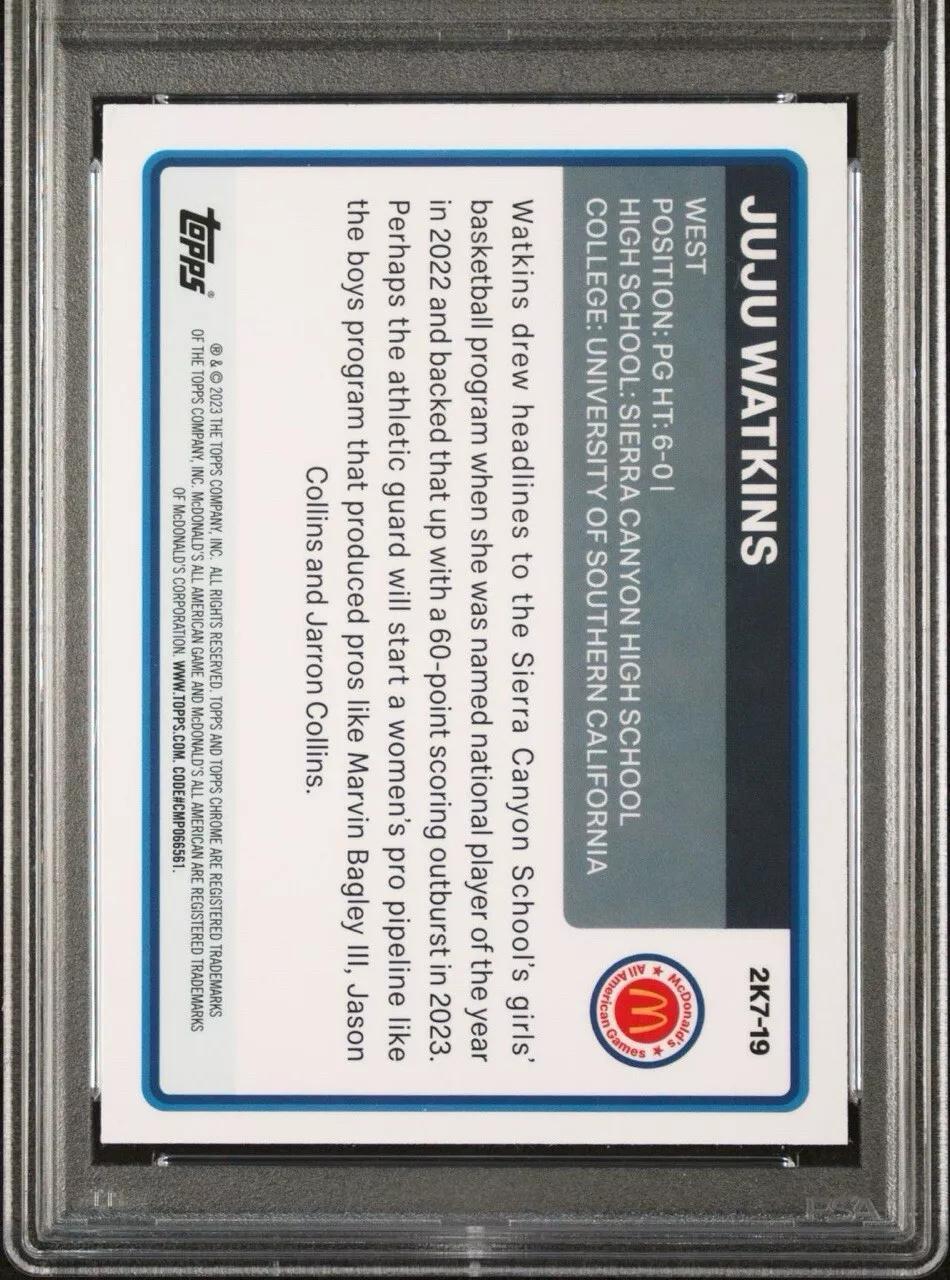 JUJU WATKINS
2K7-19
WEST
POSITION: PG HT: 6-0
HIGH SCHOOL: SIERRA CANYON HIGH SCHOOL
COLLEGE: UNIVERSITY OF SOUTHERN CALIFORNIA
McDonald's
All American Games
Watkins drew headlines to the Sierra Canyon School's girls'
basketball program when she was named national player of the year
in 2022 and backed that up with a 60-point scoring outburst in 2023.
Perhaps the athletic guard will start a women's pro pipeline like
the boys program that produced pros like Marvin Bagley III, Jason
Collins and Jarron Collins.
topps®
® & © 2023 THE TOPPS COMPANY, INC. ALL RIGHTS RESERVED. TOPPS AND TOPPS CHROME ARE REGISTERED TRADEMARKS
OF THE TOPPS COMPANY, INC. McDONALD'S ALL AMERICAN GAME AND McDONALD'S ALL AMERICAN ARE REGISTERED TRADEMARKS
OF McDONALD'S CORPORATION. WWW.TOPPS.COM. CODE#CMP066561.
PSA